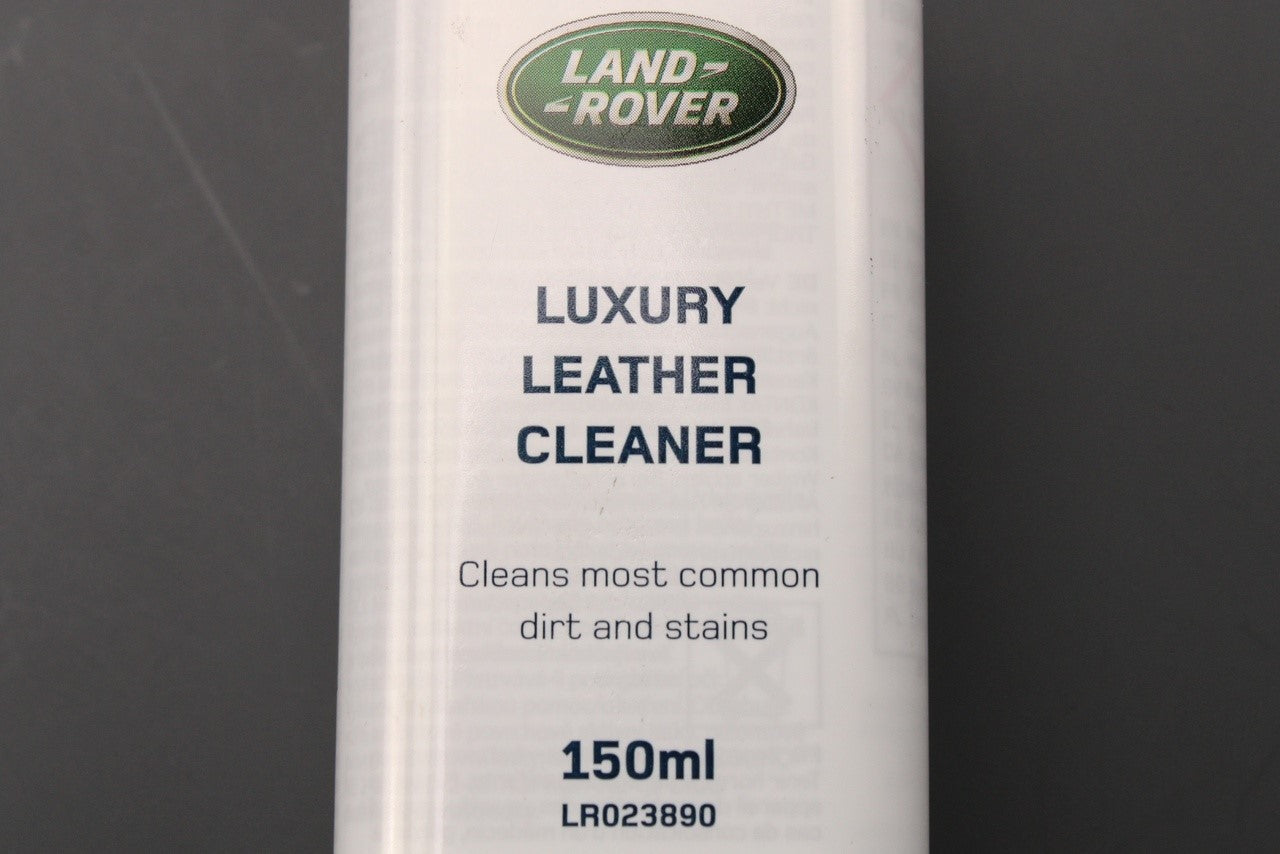 LAND
ROVER
LUXURY
LEATHER
CLEANER
Cleans most common
dirt and stains
150ml
LR023890